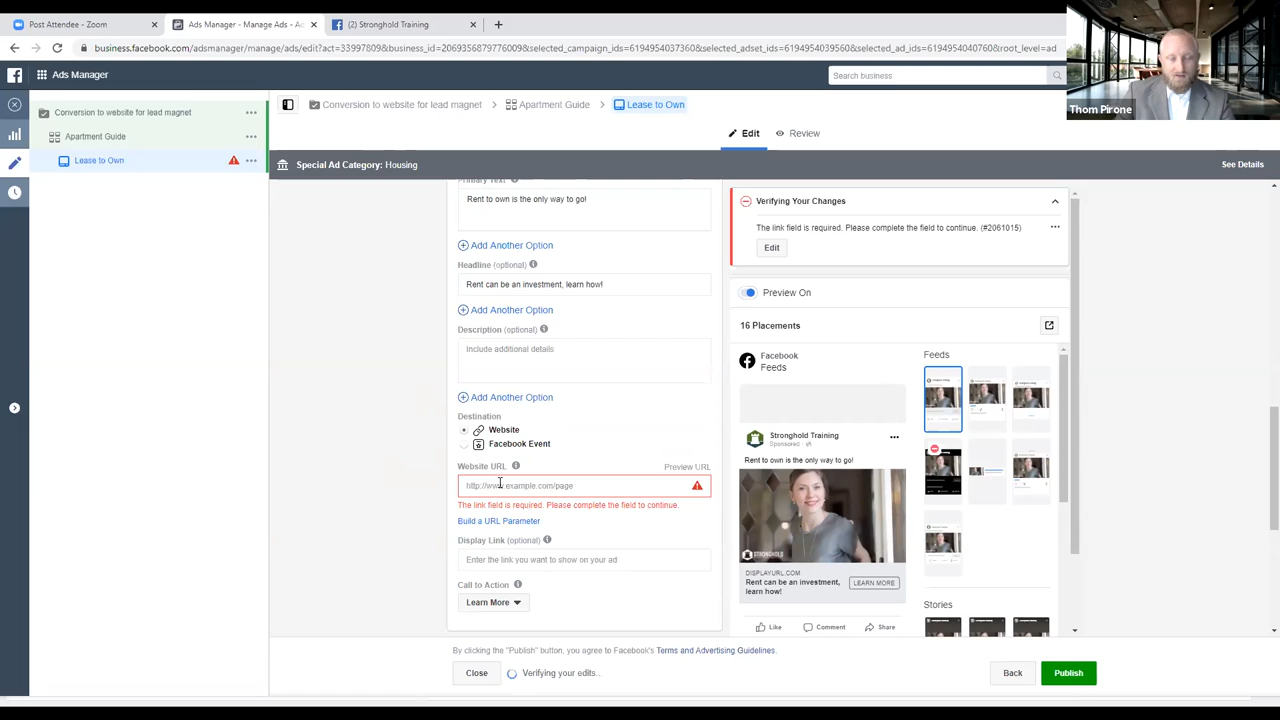 Post Attendee - Zoom
Ads Manager - Manage Ads - Ad
(2) Stronghold Training
business.facebook.com/adsmanager/manage/ads/edit?act=33997809&business_id=2069356879776009&selected_campaign_ids=6194954037360&selected_adset_ids=6194954039560&selected_ad_ids=6194954040760&root_level=ad
Ads Manager
Search business
Thom Pirone
Conversion to website for lead magnet
Apartment Guide
Lease to Own
Conversion to website for lead magnet
Apartment Guide
Lease to Own
Edit
Review
Special Ad Category: Housing
See Details
Primary Text
Rent to own is the only way to go!
Add Another Option
Headline (optional)
Rent can be an investment, learn how!
Add Another Option
Description (optional)
Include additional details
Add Another Option
Destination
Website
Facebook Event
Website URL
Preview URL
http://www.example.com/page
The link field is required. Please complete the field to continue.
Build a URL Parameter
Display Link (optional)
Enter the link you want to show on your ad
Call to Action
Learn More
Verifying Your Changes
The link field is required. Please complete the field to continue. (#2061015)
Edit
Preview On
16 Placements
Facebook
Feeds
Stronghold Training
Sponsored
Rent to own is the only way to go!
STRONGHOLD
DISPLAYURL.COM
Rent can be an investment,
learn how!
LEARN MORE
Like
Comment
Share
Feeds
Stories
By clicking the "Publish" button, you agree to Facebook's Terms and Advertising Guidelines.
Close
Verifying your edits..
Back
Publish